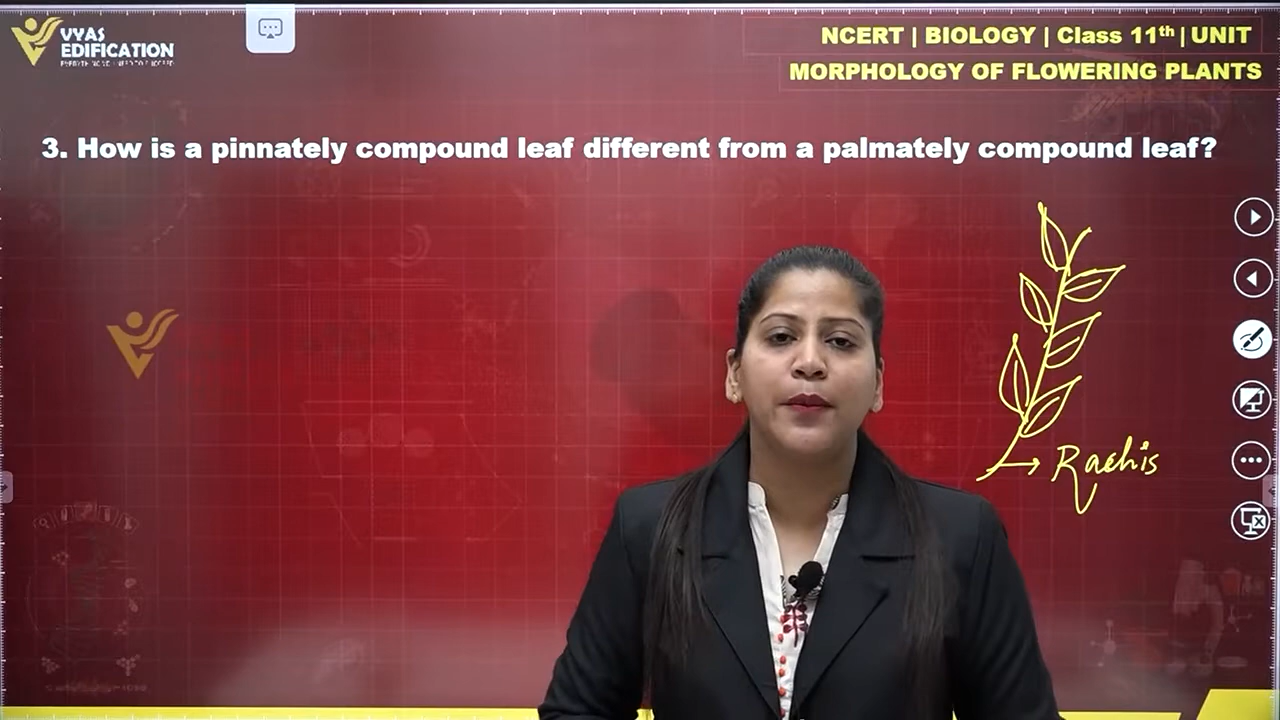 VYAS
EDIFICATION
NCERT | BIOLOGY | Class 11th | UNIT
MORPHOLOGY OF FLOWERING PLANTS
3. How is a pinnately compound leaf different from a palmately compound leaf?
Rachis